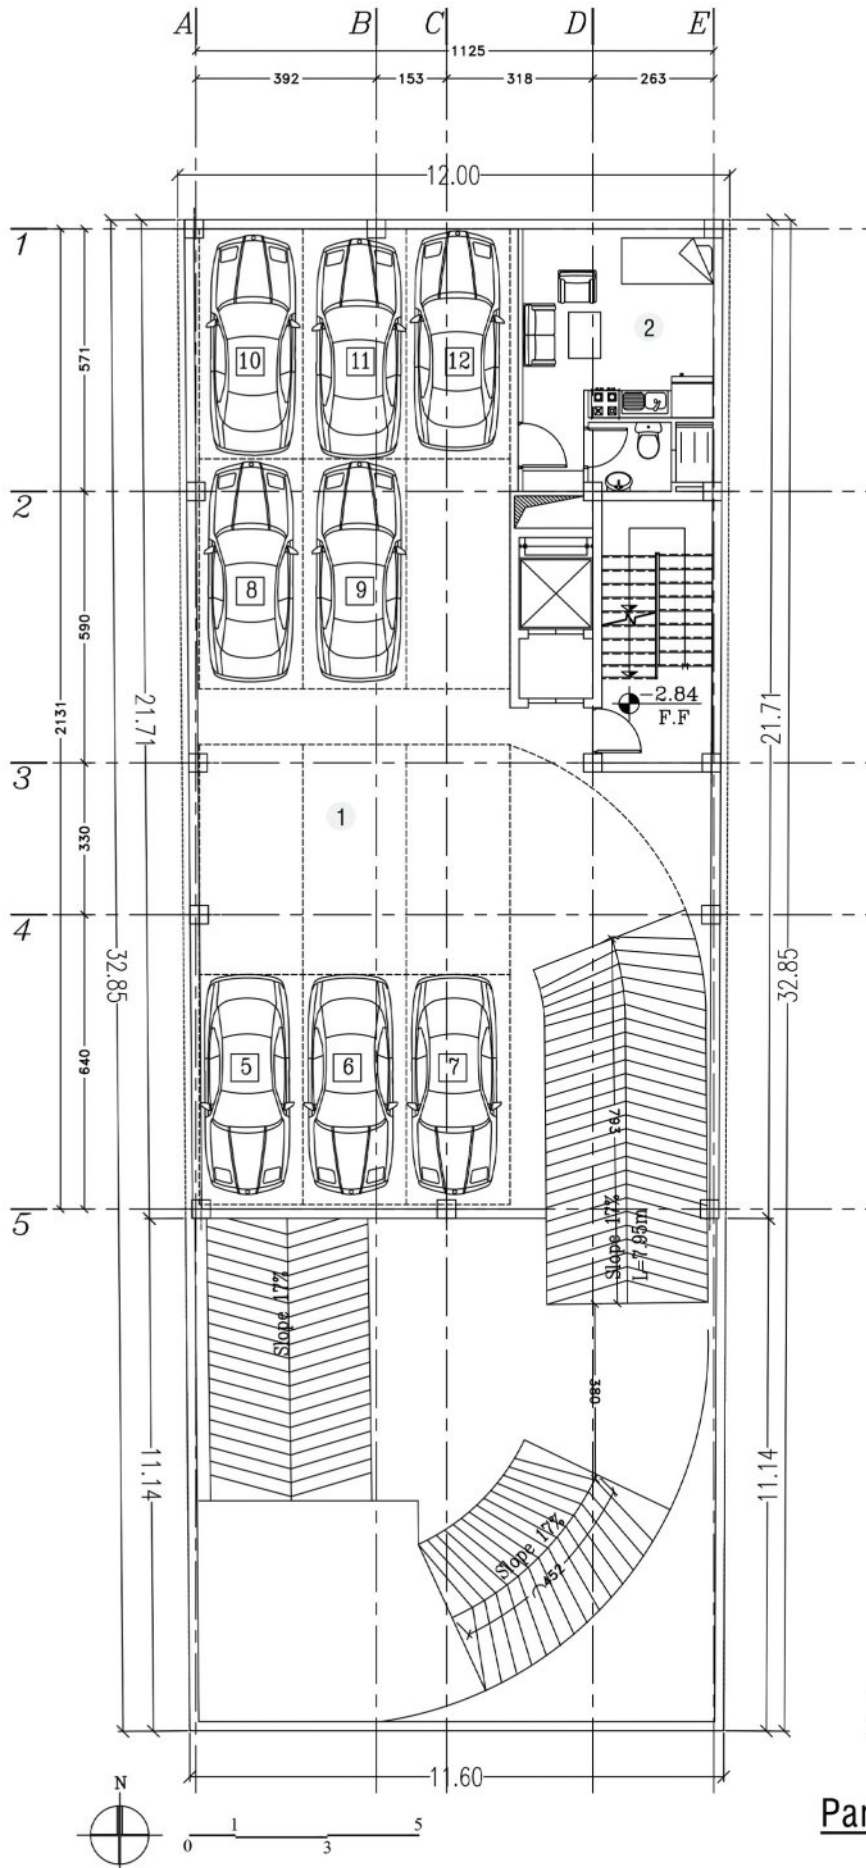 A B C D E
1125
392 153 318 263
12.00
1
10 11 12
2
571
2
8 9
590
21.71
2131
-2.84
F.F
21.71
3
1
330
4
32.85
32.85
640
5 6 7
793
Slope 17%
L=7.95m
5
Slope 17%
380
11.14
11.14
Slope 17%
452
11.60
N
0 1 3 5
Par